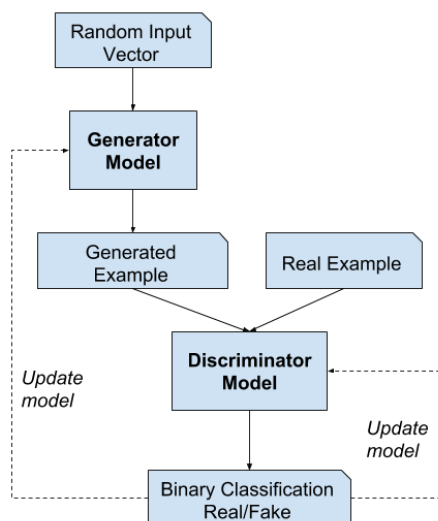 Random Input
Vector
Generator
Model
Generated
Example
Real Example
Discriminator
Model
Update
model
Update
model
Binary Classification
Real/Fake